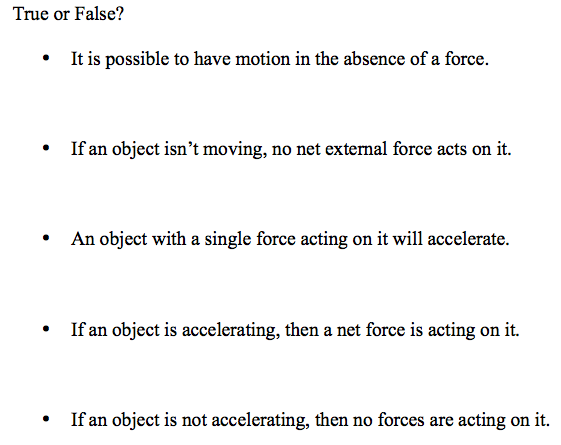 True or False?
• It is possible to have motion in the absence of a force.
• If an object isn’t moving, no net external force acts on it.
• An object with a single force acting on it will accelerate.
• If an object is accelerating, then a net force is acting on it.
• If an object is not accelerating, then no forces are acting on it.